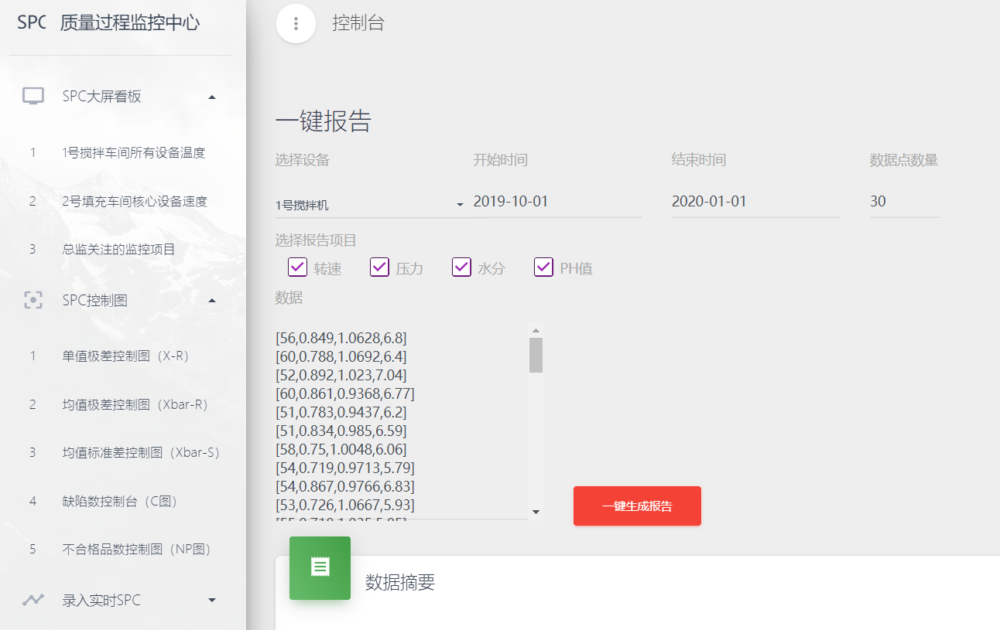 SPC 质量过程监控中心
SPC大屏看板
1 1号搅拌车间所有设备温度
2 2号填充车间核心设备速度
3 总监关注的监控项目
SPC控制图
1 单值极差控制图（X-R）
2 均值极差控制图（Xbar-R）
3 均值标准差控制图（Xbar-S）
4 缺陷数控制台（C图）
5 不合格品数控制图（NP图）
录入实时SPC
控制台
一键报告
选择设备 开始时间 结束时间 数据点数量
1号搅拌机 2019-10-01 2020-01-01 30
选择报告项目
转速 压力 水分 PH值
数据
[56,0.849,1.0628,6.8]
[60,0.788,1.0692,6.4]
[52,0.892,1.023,7.04]
[60,0.861,0.9368,6.77]
[51,0.783,0.9437,6.2]
[51,0.834,0.985,6.59]
[58,0.75,1.0048,6.06]
[54,0.719,0.9713,5.79]
[54,0.867,0.9766,6.83]
[53,0.726,1.0667,5.93]
一键生成报告
数据摘要